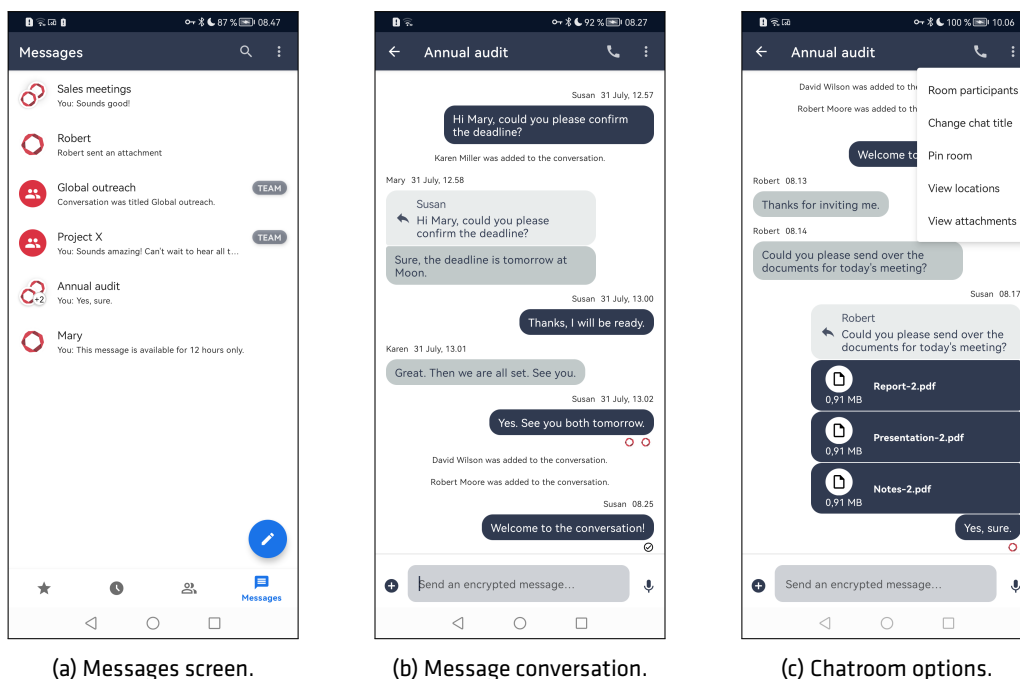 87 % 08.47
Messages
Sales meetings
You: Sounds good!
Robert
Robert sent an attachment
Global outreach
TEAM
Conversation was titled Global outreach.
Project X
TEAM
You: Sounds amazing! Can't wait to hear all t...
Annual audit
+2
You: Yes, sure.
Mary
You: This message is available for 12 hours only.
Messages
(a) Messages screen.
92 % 08.27
Annual audit
Susan 31 July, 12.57
Hi Mary, could you please confirm
the deadline?
Karen Miller was added to the conversation.
Mary 31 July, 12.58
Susan
Hi Mary, could you please
confirm the deadline?
Sure, the deadline is tomorrow at
Moon.
Susan 31 July, 13.00
Thanks, I will be ready.
Karen 31 July, 13.01
Great. Then we are all set. See you.
Susan 31 July, 13.02
Yes. See you both tomorrow.
David Wilson was added to the conversation.
Robert Moore was added to the conversation.
Susan 08.25
Welcome to the conversation!
Send an encrypted message...
(b) Message conversation.
100 % 10.06
Annual audit
David Wilson was added to the
Robert Moore was added to th
Welcome to
Room participants
Change chat title
Pin room
View locations
View attachments
Robert 08.13
Thanks for inviting me.
Robert 08.14
Could you please send over the
documents for today's meeting?
Susan 08.17
Robert
Could you please send over the
documents for today's meeting?
Report-2.pdf
0,91 MB
Presentation-2.pdf
0,91 MB
Notes-2.pdf
0,91 MB
Yes, sure.
Send an encrypted message...
(c) Chatroom options.